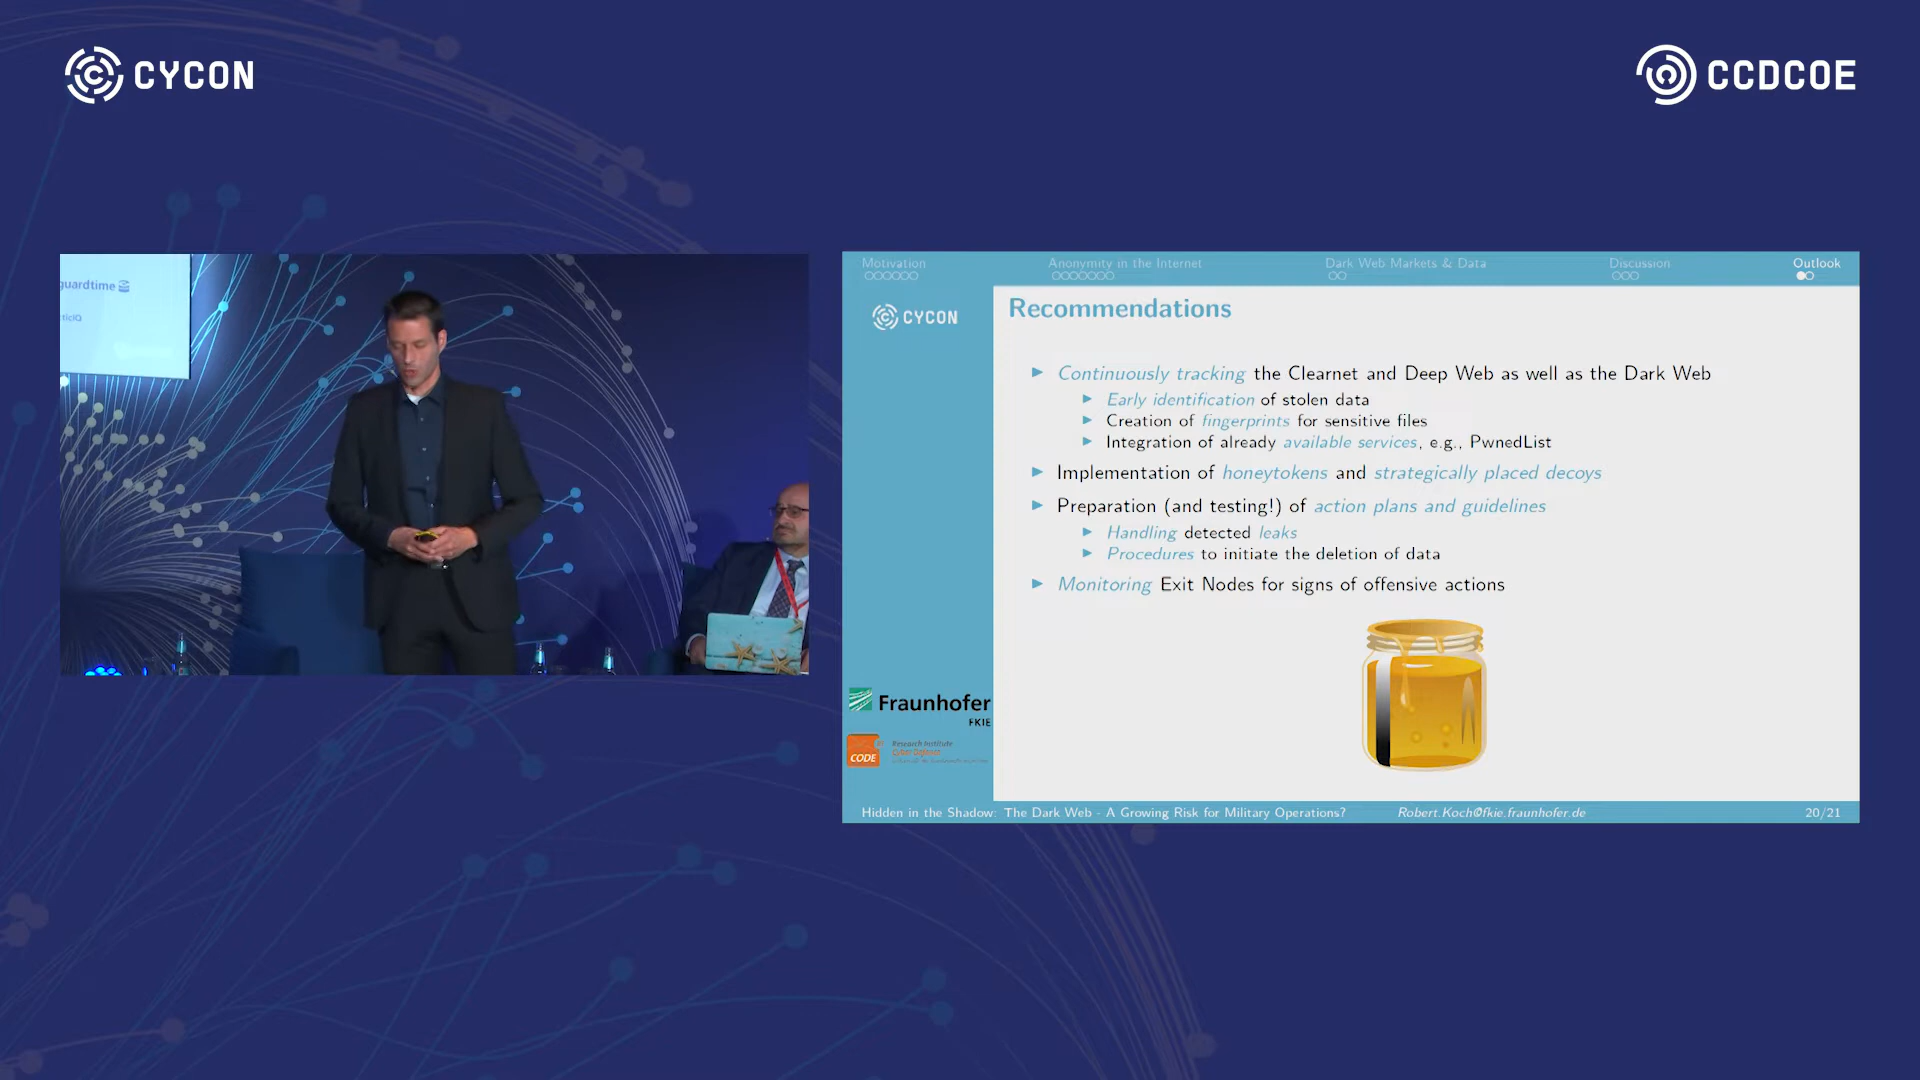 CYCON
CCDCOE
guardtime
Motivation
Anonymity in the Internet
Dark Web Markets & Data
Discussion
Outlook
CYCON
Recommendations
Continuously tracking the Clearnet and Deep Web as well as the Dark Web
Early identification of stolen data
Creation of fingerprints for sensitive files
Integration of already available services, e.g., PwnedList
Implementation of honeytokens and strategically placed decoys
Preparation (and testing!) of action plans and guidelines
Handling detected leaks
Procedures to initiate the deletion of data
Monitoring Exit Nodes for signs of offensive actions
Fraunhofer
FKIE
CODE
Research Institute
Cyber Defence
Hidden in the Shadow: The Dark Web - A Growing Risk for Military Operations?
Robert.Koch@fkie.fraunhofer.de
20/21